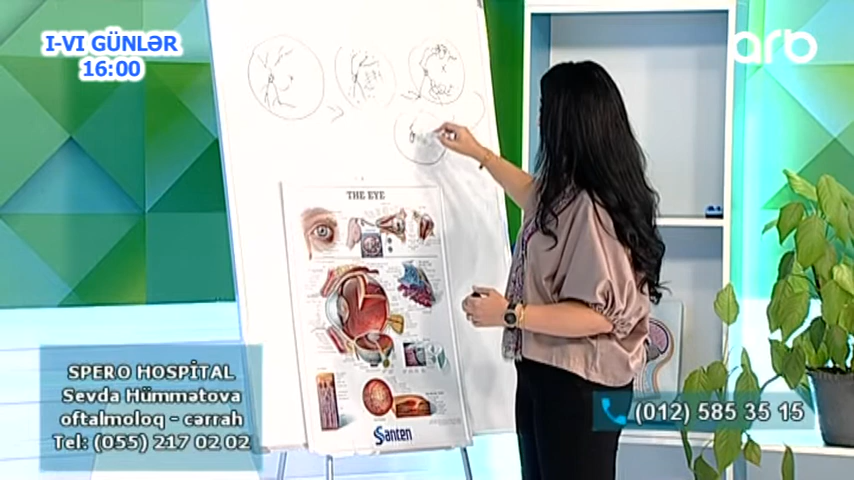 I-VI GÜNLƏR
16:00
arb
THE EYE
Santen
SPERO HOSPİTAL
Sevda Hümmətova
oftalmoloq - cərrah
Tel: (055) 217 02 02
(012) 585 35 15